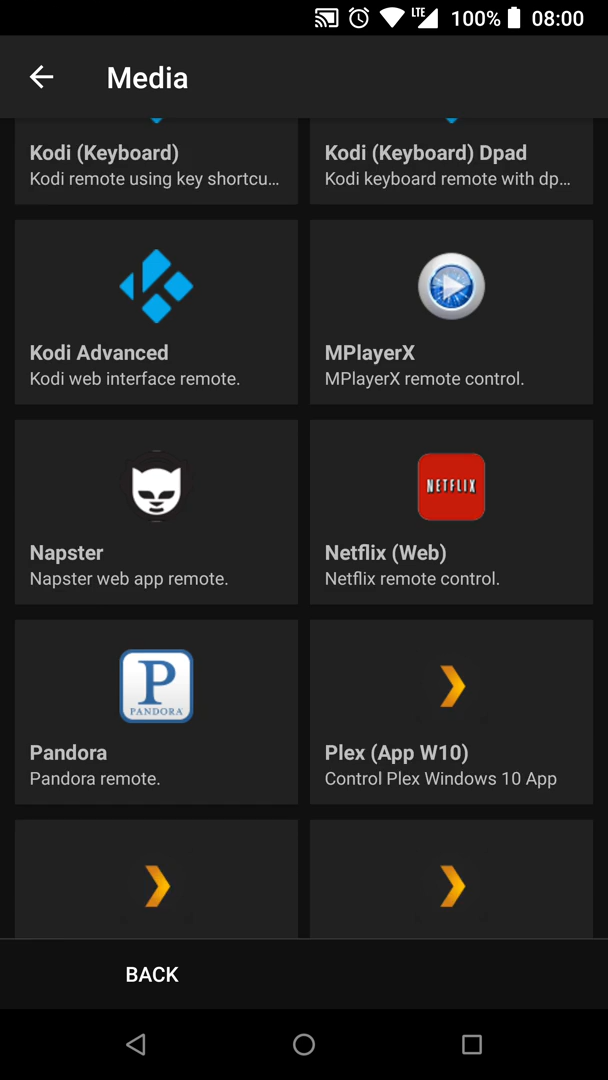 LTE 100% 08:00
Media
Kodi (Keyboard)
Kodi remote using key shortcu…
Kodi (Keyboard) Dpad
Kodi keyboard remote with dp…
Kodi Advanced
Kodi web interface remote.
MPlayerX
MPlayerX remote control.
Napster
Napster web app remote.
NETFLIX
Netflix (Web)
Netflix remote control.
P
PANDORA
Pandora
Pandora remote.
Plex (App W10)
Control Plex Windows 10 App
BACK